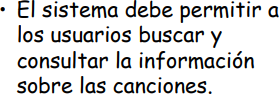 • El sistema debe permitir a
los usuarios buscar y
consultar la información
sobre las canciones.